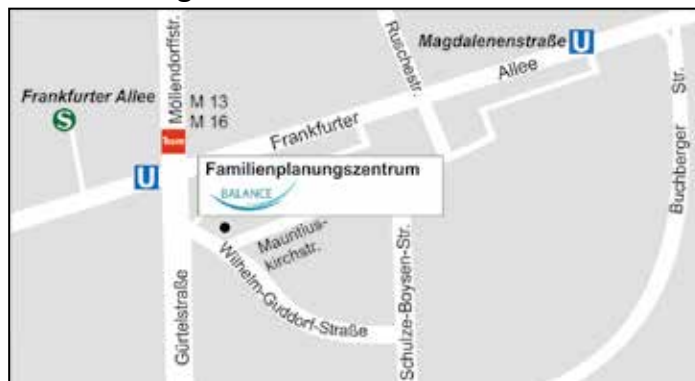 Möllendorffstr.
Ruschestr.
Magdalenenstraße U
Allee
Str.
Buchberger
Frankfurter Allee
S
M 13
M 16
Tram
Frankfurter
U
Familienplanungszentrum
BALANCE
Mauritius-
kirchstr.
Wilhelm-Guddorf-Straße
Schulze-Boysen-Str.
Gürtelstraße